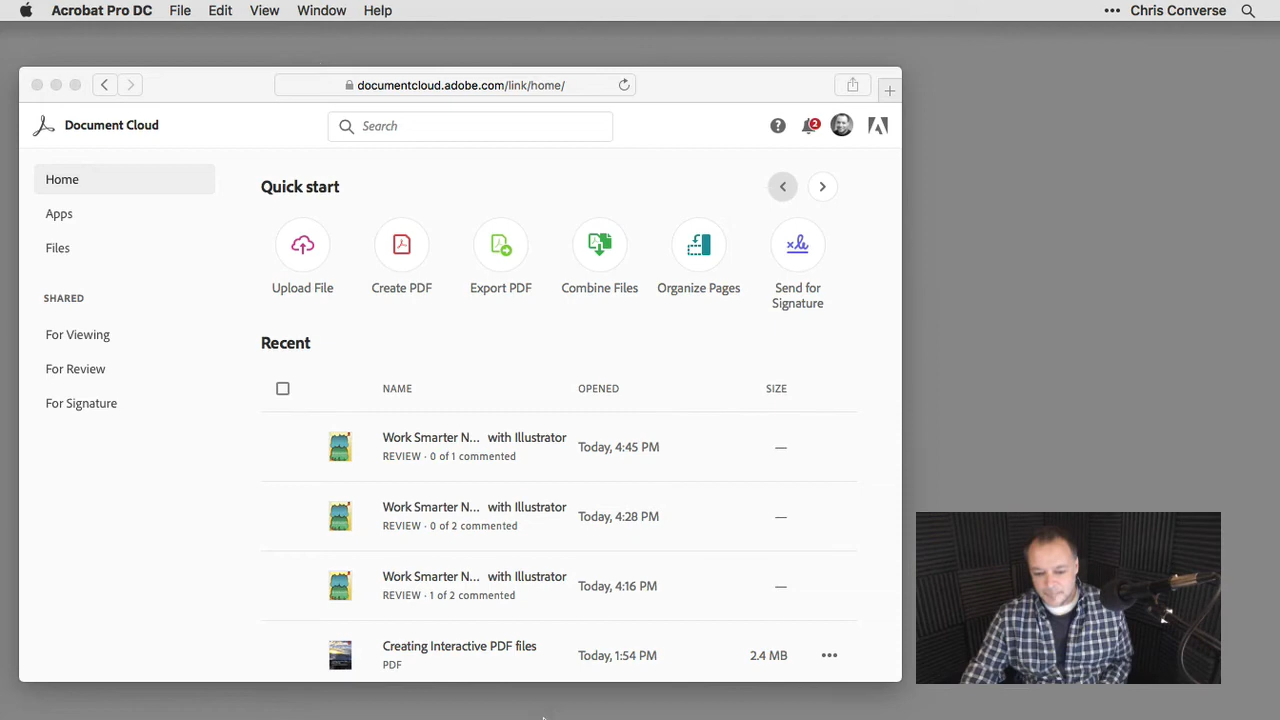 Acrobat Pro DC File Edit View Window Help ••• Chris Converse
documentcloud.adobe.com/link/home/
Document Cloud Search ? 2
Home
Apps
Files
SHARED
For Viewing
For Review
For Signature
Quick start
Upload File Create PDF Export PDF Combine Files Organize Pages Send for
Signature
Recent
NAME OPENED SIZE
Work Smarter N... with Illustrator Today, 4:45 PM —
REVIEW · 0 of 1 commented
Work Smarter N... with Illustrator Today, 4:28 PM —
REVIEW · 0 of 2 commented
Work Smarter N... with Illustrator Today, 4:16 PM —
REVIEW · 1 of 2 commented
Creating Interactive PDF files Today, 1:54 PM 2.4 MB •••
PDF